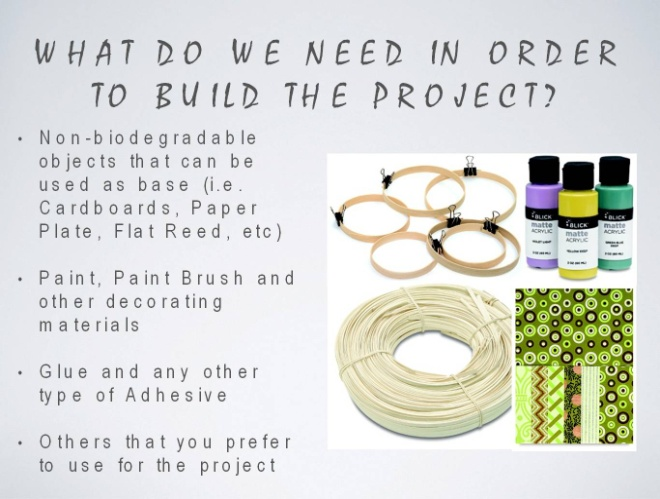 WHAT DO WE NEED IN ORDER
TO BUILD THE PROJECT?
• Non-biodegradable
objects that can be
used as base (i.e.
Cardboards, Paper
Plate, Flat Reed, etc)
• Paint, Paint Brush and
other decorating
materials
• Glue and any other
type of Adhesive
• Others that you prefer
to use for the project
BLICK
matte
ACRYLIC
BLICK
matte
ACRYLIC
BLICK
matte
ACRYLIC